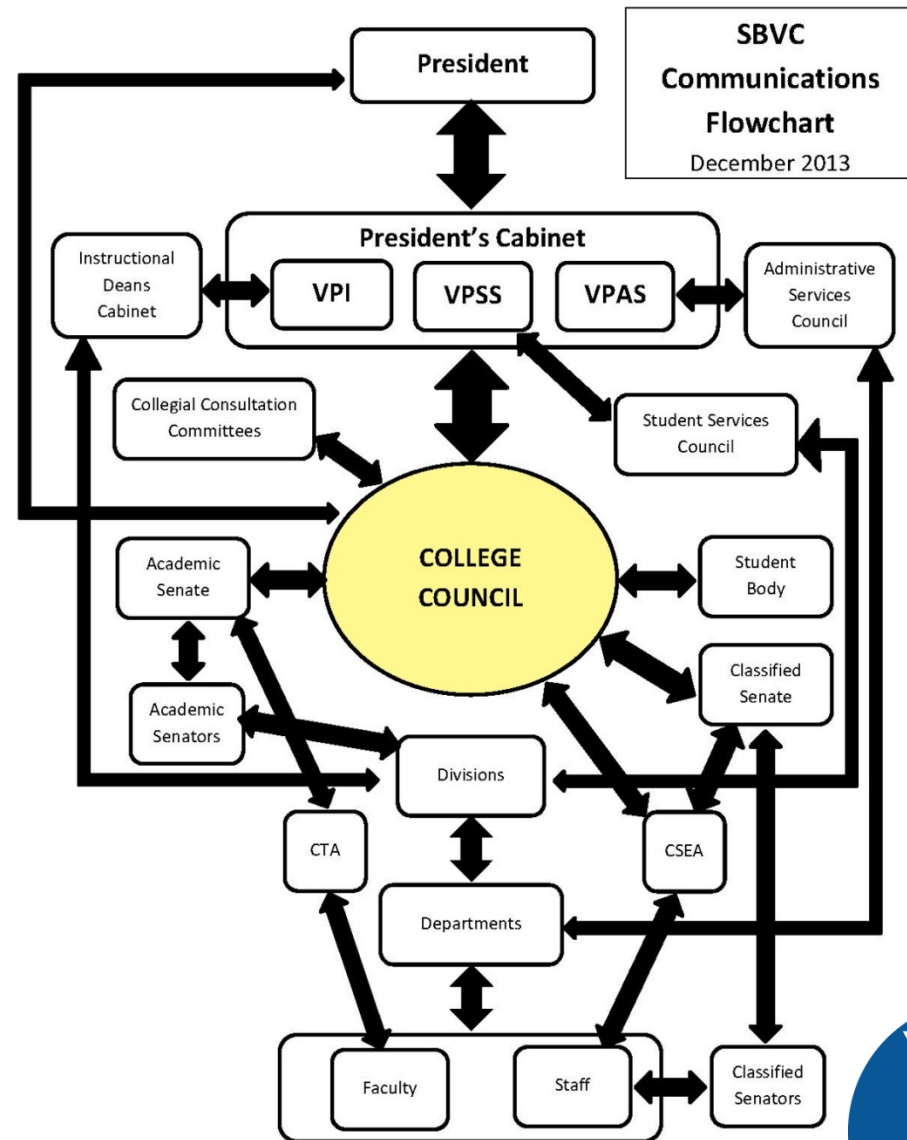 SBVC
Communications
Flowchart
December 2013
President
President's Cabinet
VPI
VPSS
VPAS
Instructional
Deans
Cabinet
Administrative
Services
Council
Collegial Consultation
Committees
Student Services
Council
COLLEGE
COUNCIL
Academic
Senate
Student
Body
Academic
Senators
Classified
Senate
Divisions
CTA
CSEA
Departments
Faculty
Staff
Classified
Senators